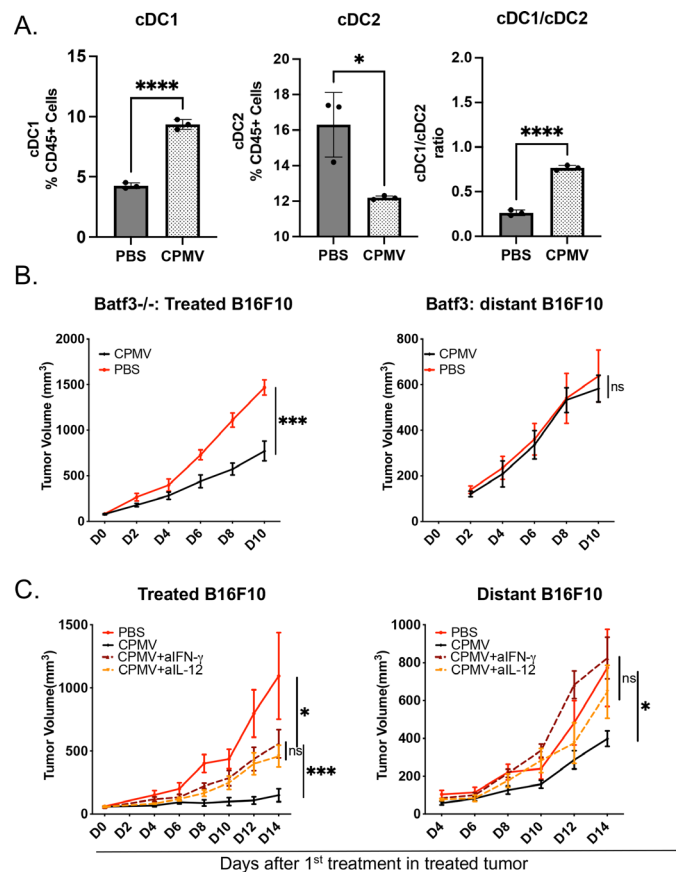 A.
cDC1
cDC2
cDC1/cDC2
cDC1
% CD45+ Cells
15
10
5
0
****
PBS
CPMV
cDC2
% CD45+ Cells
18
16
14
12
10
*
PBS
CPMV
cDC1/cDC2
ratio
2.0
1.5
1.0
0.5
0.0
****
PBS
CPMV
B.
Batf3-/-: Treated B16F10
Batf3: distant B16F10
Tumor Volume (mm3)
2000
1500
1000
500
0
CPMV
PBS
***
D0
D2
D4
D6
D8
D10
Tumor Volume (mm3)
800
600
400
200
0
CPMV
PBS
ns
D0
D2
D4
D6
D8
D10
C.
Treated B16F10
Distant B16F10
Tumor Volume(mm3)
1500
1000
500
0
PBS
CPMV
CPMV+aIFN-γ
CPMV+aIL-12
*
ns
***
D0
D2
D4
D6
D8
D10
D12
D14
Tumor Volume(mm3)
1000
800
600
400
200
0
PBS
CPMV
CPMV+aIFN-γ
CPMV+aIL-12
ns
*
D4
D6
D8
D10
D12
D14
Days after 1st treatment in treated tumor